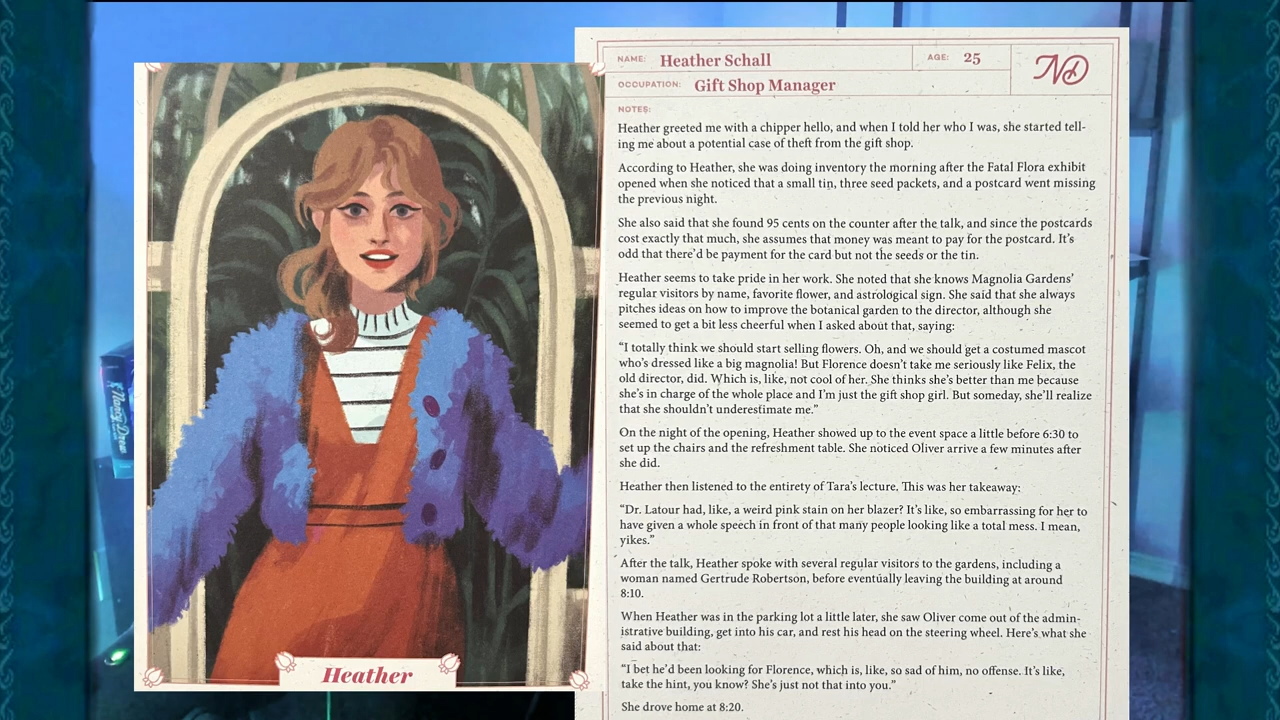 NAME: Heather Schall
AGE: 25
ND
OCCUPATION: Gift Shop Manager
NOTES:
Heather greeted me with a chipper hello, and when I told her who I was, she started tell-
ing me about a potential case of theft from the gift shop.
According to Heather, she was doing inventory the morning after the Fatal Flora exhibit
opened when she noticed that a small tin, three seed packets, and a postcard went missing
the previous night.
She also said that she found 95 cents on the counter after the talk, and since the postcards
cost exactly that much, she assumes that money was meant to pay for the postcard. It's
odd that there'd be payment for the card but not the seeds or the tin.
Heather seems to take pride in her work. She noted that she knows Magnolia Gardens'
regular visitors by name, favorite flower, and astrological sign. She said that she always
pitches ideas on how to improve the botanical garden to the director, although she
seemed to get a bit less cheerful when I asked about that, saying:
“I totally think we should start selling flowers. Oh, and we should get a costumed mascot
who's dressed like a big magnolia! But Florence doesn't take me seriously like Felix, the
old director, did. Which is, like, not cool of her. She thinks she's better than me because
she's in charge of the whole place and I'm just the gift shop girl. But someday, she'll realize
that she shouldn't underestimate me.”
On the night of the opening, Heather showed up to the event space a little before 6:30 to
set up the chairs and the refreshment table. She noticed Oliver arrive a few minutes after
she did.
Heather then listened to the entirety of Tara's lecture. This was her takeaway:
“Dr. Latour had, like, a weird pink stain on her blazer? It's like, so embarrassing for her to
have given a whole speech in front of that many people looking like a total mess. I mean,
yikes.”
After the talk, Heather spoke with several regular visitors to the gardens, including a
woman named Gertrude Robertson, before eventually leaving the building at around
8:10.
When Heather was in the parking lot a little later, she saw Oliver come out of the admin-
istrative building, get into his car, and rest his head on the steering wheel. Here's what she
said about that:
“I bet he'd been looking for Florence, which is, like, so sad of him, no offense. It's like,
take the hint, you know? She's just not that into you.”
She drove home at 8:20.
Heather
Nancy Drew